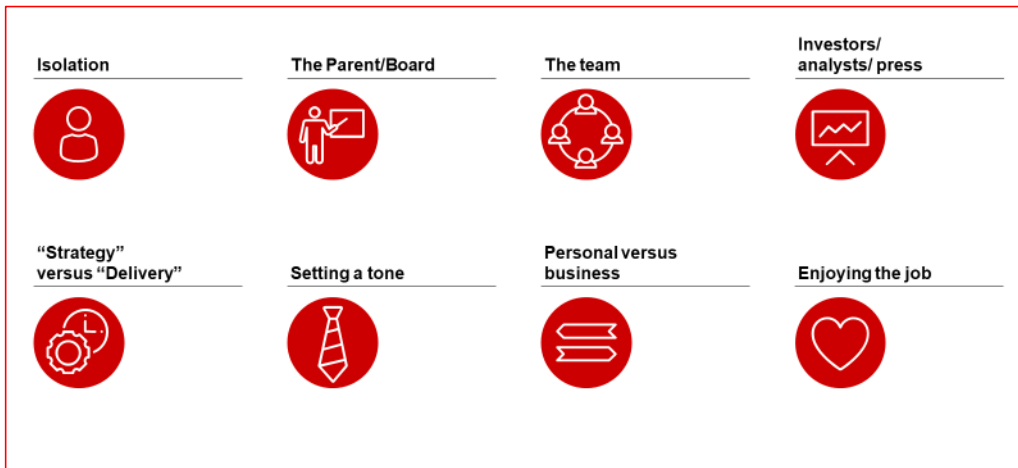 Isolation
The Parent/Board
The team
Investors/
analysts/ press
“Strategy”
versus “Delivery”
Setting a tone
Personal versus
business
Enjoying the job